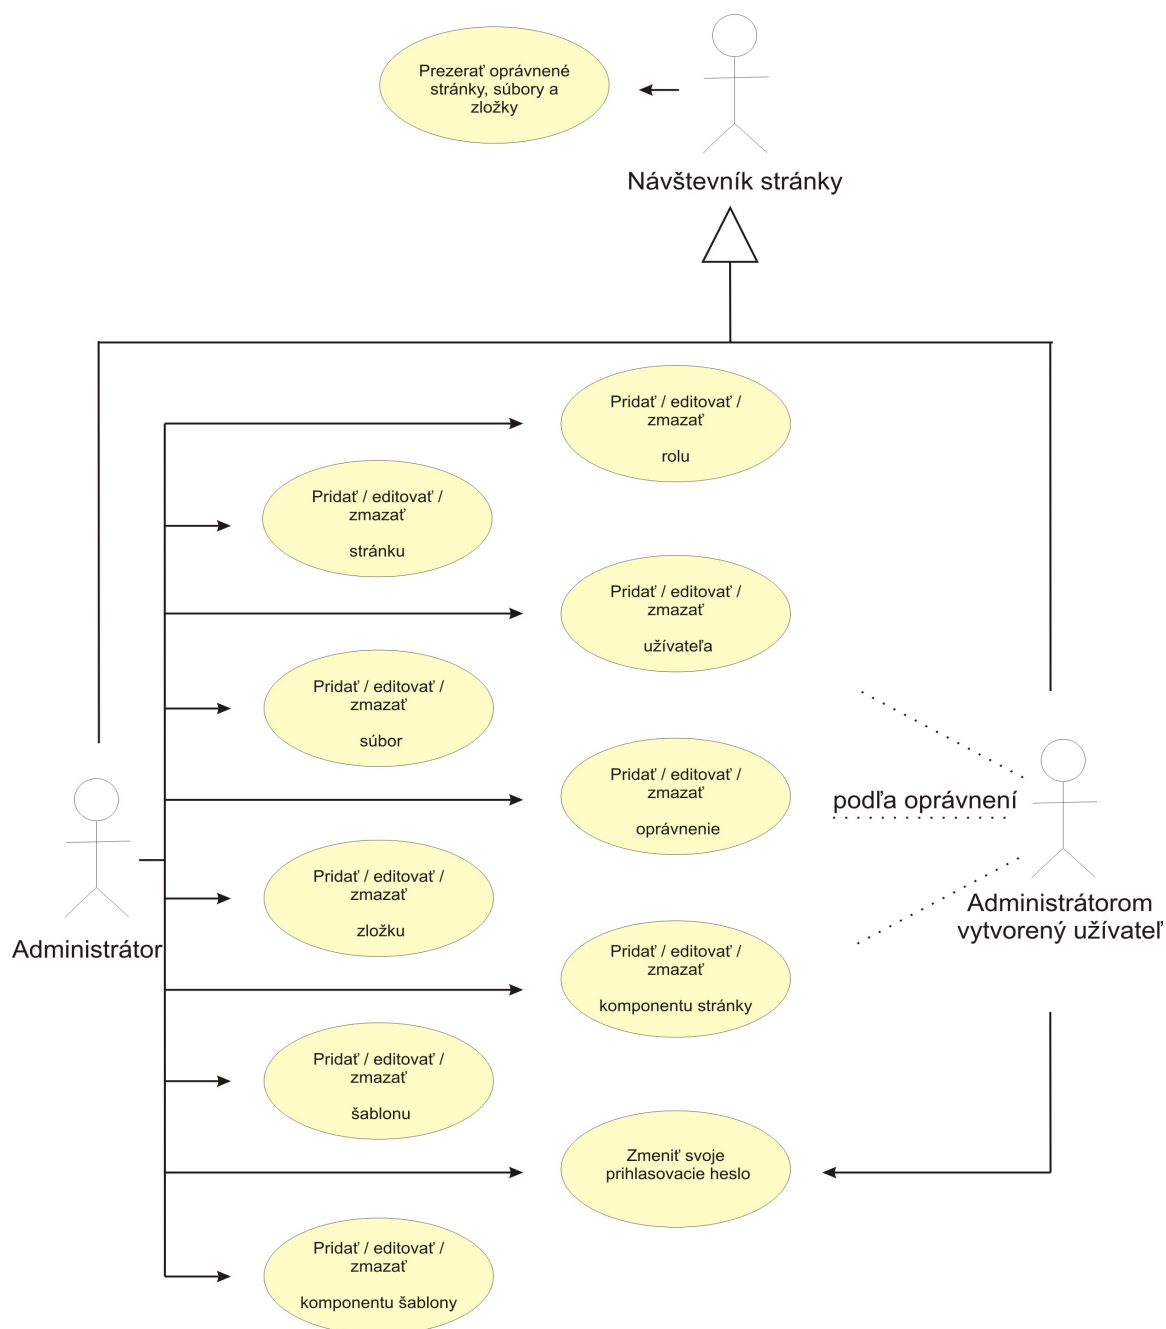 Prezerať oprávnené
stránky, súbory a
zložky
Návštevník stránky
Pridať / editovať /
zmazať
rolu
Pridať / editovať /
zmazať
stránku
Pridať / editovať /
zmazať
užívateľa
Pridať / editovať /
zmazať
súbor
Pridať / editovať /
zmazať
oprávnenie
podľa oprávnení
Pridať / editovať /
zmazať
zložku
Administrátor
Administrátorom
vytvorený užívateľ
Pridať / editovať /
zmazať
komponentu stránky
Pridať / editovať /
zmazať
šablonu
Zmeniť svoje
prihlasovacie heslo
Pridať / editovať /
zmazať
komponentu šablony